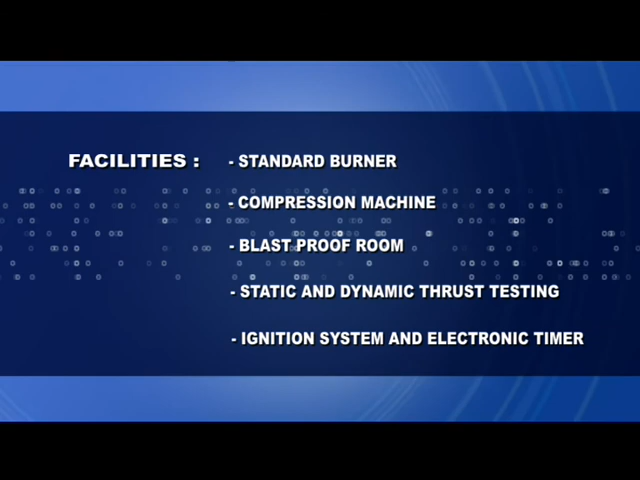 FACILITIES : - STANDARD BURNER
- COMPRESSION MACHINE
- BLAST PROOF ROOM
- STATIC AND DYNAMIC THRUST TESTING
- IGNITION SYSTEM AND ELECTRONIC TIMER